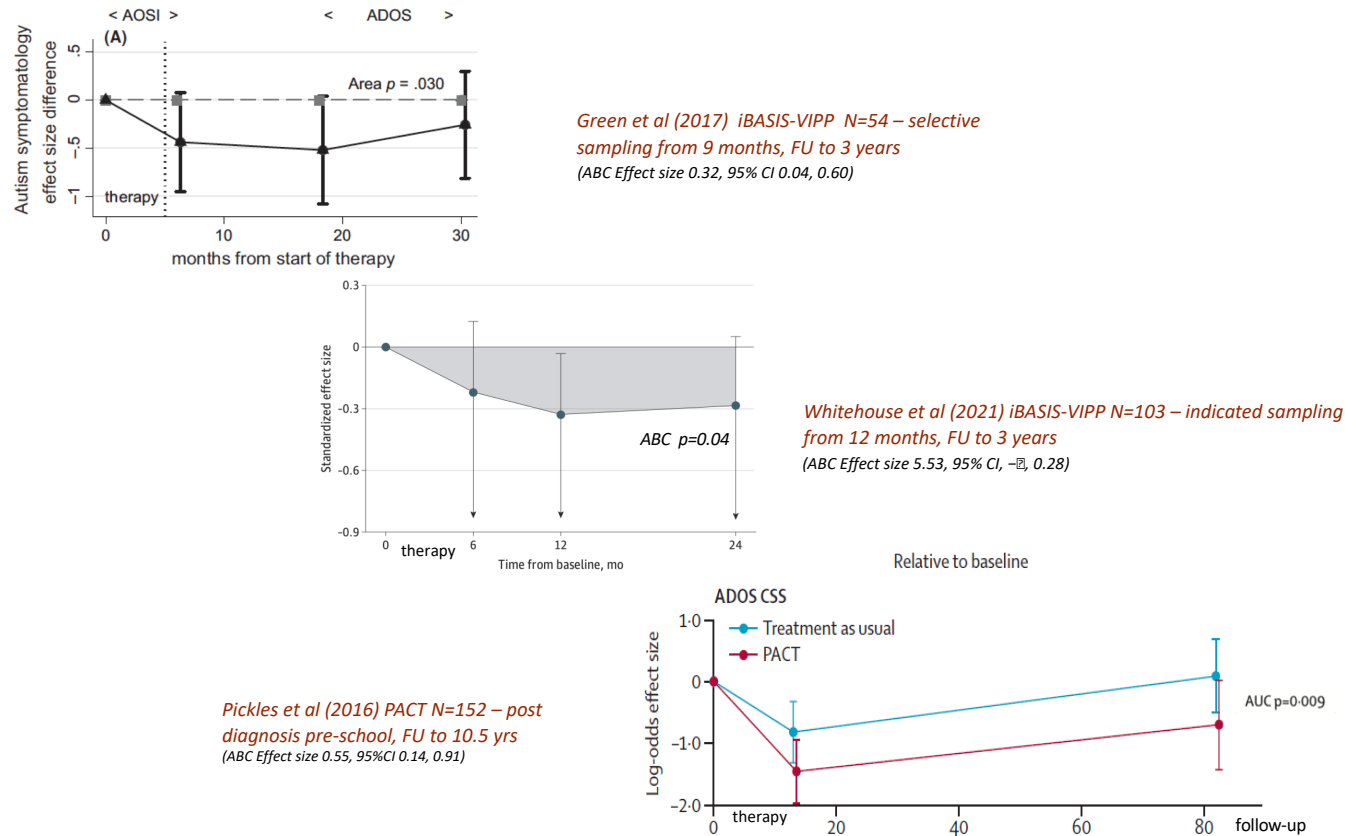 < AOSI > < ADOS >
(A)
Autism symptomatology
effect size difference
.5
0
-.5
-1
Area p = .030
therapy
0 10 20 30
months from start of therapy
Green et al (2017) iBASIS-VIPP N=54 – selective
sampling from 9 months, FU to 3 years
(ABC Effect size 0.32, 95% CI 0.04, 0.60)
Standardized effect size
0.3
0
-0.3
-0.6
-0.9
ABC p=0.04
0 therapy 6 12 24
Time from baseline, mo
Whitehouse et al (2021) iBASIS-VIPP N=103 – indicated sampling
from 12 months, FU to 3 years
(ABC Effect size 5.53, 95% CI, −, 0.28)
Relative to baseline
ADOS CSS
Log-odds effect size
1·0
0
–1·0
–2·0
Treatment as usual
PACT
AUC p=0·009
0 therapy 20 40 60 80 follow-up
Pickles et al (2016) PACT N=152 – post
diagnosis pre-school, FU to 10.5 yrs
(ABC Effect size 0.55, 95%CI 0.14, 0.91)